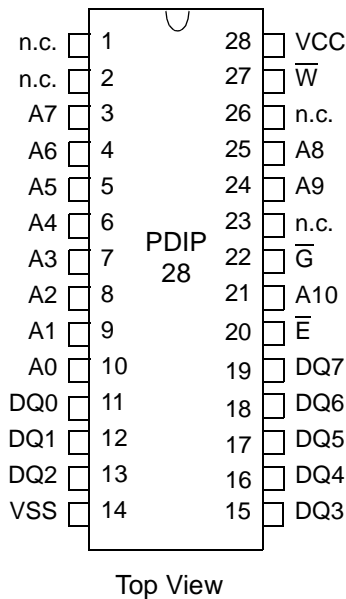 n.c. 1 28 VCC
n.c. 2 27 W̅
A7 3 26 n.c.
A6 4 25 A8
A5 5 24 A9
A4 6 23 n.c.
A3 7 PDIP 22 G̅
A2 8 28 21 A10
A1 9 20 E̅
A0 10 19 DQ7
DQ0 11 18 DQ6
DQ1 12 17 DQ5
DQ2 13 16 DQ4
VSS 14 15 DQ3
Top View